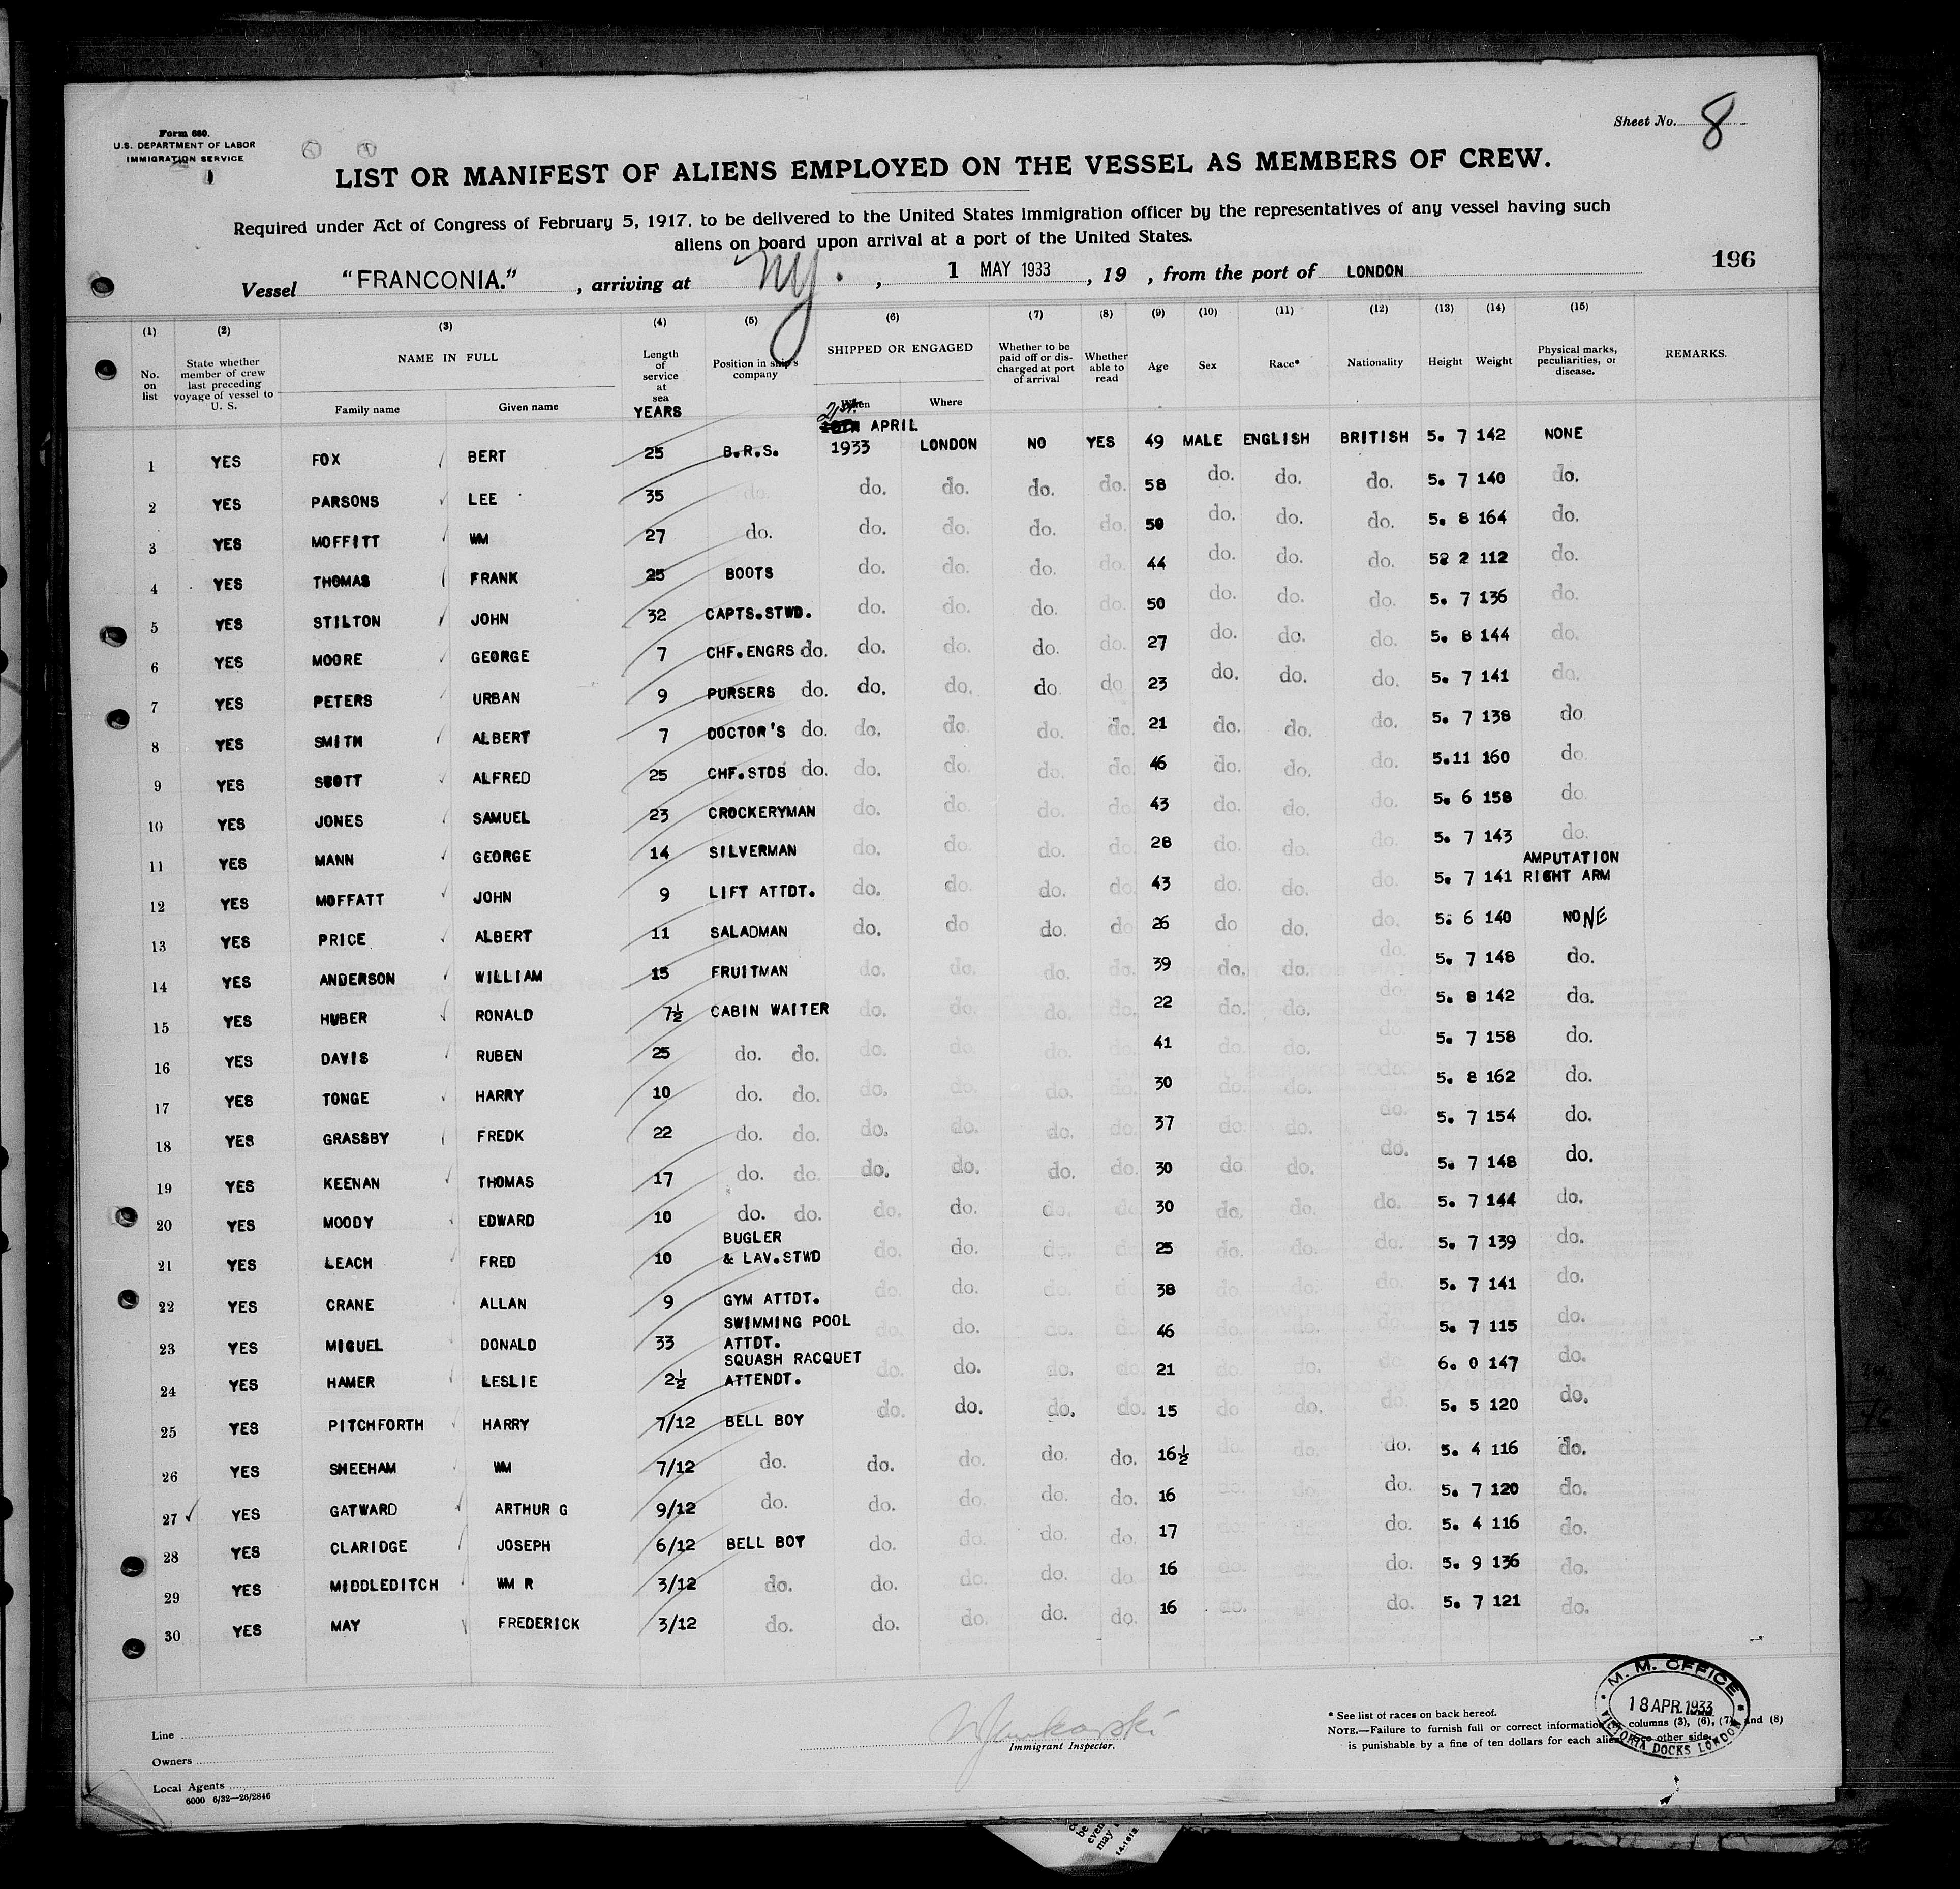 Form 680.
U.S. DEPARTMENT OF LABOR
IMMIGRATION SERVICE
Sheet No. 8
LIST OR MANIFEST OF ALIENS EMPLOYED ON THE VESSEL AS MEMBERS OF CREW.
Required under Act of Congress of February 5, 1917, to be delivered to the United States immigration officer by the representatives of any vessel having such
aliens on board upon arrival at a port of the United States.
196
Vessel "FRANCONIA." , arriving at NY. , 1 MAY 1933 , 19 , from the port of LONDON
(1) (2) (3) (4) (5) (6) (7) (8) (9) (10) (11) (12) (13) (14) (15)
No. on list State whether member of crew last preceding voyage of vessel to U. S. NAME IN FULL Family name Given name Length of service at sea YEARS Position in ship's company SHIPPED OR ENGAGED When Where Whether to be paid off or discharged at port of arrival Whether able to read Age Sex Race* Nationality Height Weight Physical marks, peculiarities, or disease. REMARKS.
21st. APRIL
1 YES FOX BERT 25 B.R.S. 1933 LONDON NO YES 49 MALE ENGLISH BRITISH 5. 7 142 NONE
2 YES PARSONS LEE 35 do. do. do. do. do. 58 do. do. do. 5. 7 140 do.
3 YES MOFFITT WM 27 do. do. do. do. do. 50 do. do. do. 5. 8 164 do.
4 YES THOMAS FRANK 25 BOOTS do. do. do. do. 44 do. do. do. 2 112 do.
5 YES STILTON JOHN 32 CAPTS.STWD. do. do. do. do. 50 do. do. do. 5. 7 136 do.
6 YES MOORE GEORGE 7 CHF.ENGRS do. do. do. do. do. 27 do. do. do. 5. 8 144 do.
7 YES PETERS URBAN 9 PURSERS do. do. do. do do 23 do. do. do. 5. 7 141 do.
8 YES SMITH ALBERT 7 DOCTOR'S do. do. do. do. do. 21 do. do. do. 5. 7 138 do
9 YES SCOTT ALFRED 25 CHF.STDS do. do. do. do. do. 46 do. do. do. 5.11 160 do.
10 YES JONES SAMUEL 23 CROCKERYMAN do. do. do. do. 43 do. do. do. 5. 6 158 do
11 YES MANN GEORGE 14 SILVERMAN do. do. do. do. 28 do. do. do. 5. 7 143 do.
12 YES MOFFATT JOHN 9 LIFT ATTDT. do. do. do. do. 43 do. do. do. 5. 7 141 AMPUTATION RIGHT ARM
13 YES PRICE ALBERT 11 SALADMAN do. do do. do 26 do do. do. 5. 6 140 NONE
14 YES ANDERSON WILLIAM 15 FRUITMAN do. do. do. do. 39 do. do. do. 5. 7 148 do.
15 YES HUBER RONALD 7½ CABIN WAITER do. do. do. do. 22 do. do. do. 5. 8 142 do.
16 YES DAVIS RUBEN 25 do. do. do. do. do. do. 41 do. do. do. 5. 7 158 do.
17 YES TONGE HARRY 10 do. do. do. do. do. do. 30 do. do. do. 5. 8 162 do.
18 YES GRASSBY FREDK 22 do. do. do. do. do. do. 37 do. do. do. 5. 7 154 do.
19 YES KEENAN THOMAS 17 do. do. do. do. do. do. 30 do do. do. 5. 7 148 do.
20 YES MOODY EDWARD 10 do. do. do. do. do. do. 30 do. do. do. 5. 7 144 do.
21 YES LEACH FRED 10 BUGLER & LAV.STWD do. do. do. do. 25 do. do. do. 5. 7 139 do.
22 YES CRANE ALLAN 9 GYM ATTDT. do. do. do. do. 38 do. do. do. 5. 7 141 do.
23 YES MIGUEL DONALD 33 SWIMMING POOL ATTDT. do. do. do. do. 46 do. do. do. 5. 7 115 do.
24 YES HAMER LESLIE 2½ SQUASH RACQUET ATTENDT. do. do. do. do. 21 do. do. do. 6. 0 147 do.
25 YES PITCHFORTH HARRY 7/12 BELL BOY do. do. do. do. 15 do do. do. 5. 5 120 do.
26 YES SHEEHAM WM 7/12 do. do. do. do. do. 16½ do. do. do. 5. 4 116 do.
27 YES GATWARD ARTHUR G 9/12 do. do. do. do. do. 16 do. 5. 7 120 do.
28 YES CLARIDGE JOSEPH 6/12 BELL BOY do. do. do. do. 17 do. 5. 4 116 do.
29 YES MIDDLEDITCH WM R 3/12 do. do. do. do. do. 16 do. 5. 9 136 do.
30 YES MAY FREDERICK 3/12 do. do. do. do. do. 16 do. do. do. 5. 7 121 do.
Line
Owners
Local Agents
6000 6/32—26/2846
Immigrant Inspector.
* See list of races on back hereof.
NOTE.—Failure to furnish full or correct information columns (3), (6), (7) and (8)
is punishable by a fine of ten dollars for each alien. See other side.
M. M. OFFICE
18 APR. 1933
VICTORIA DOCKS LONDON